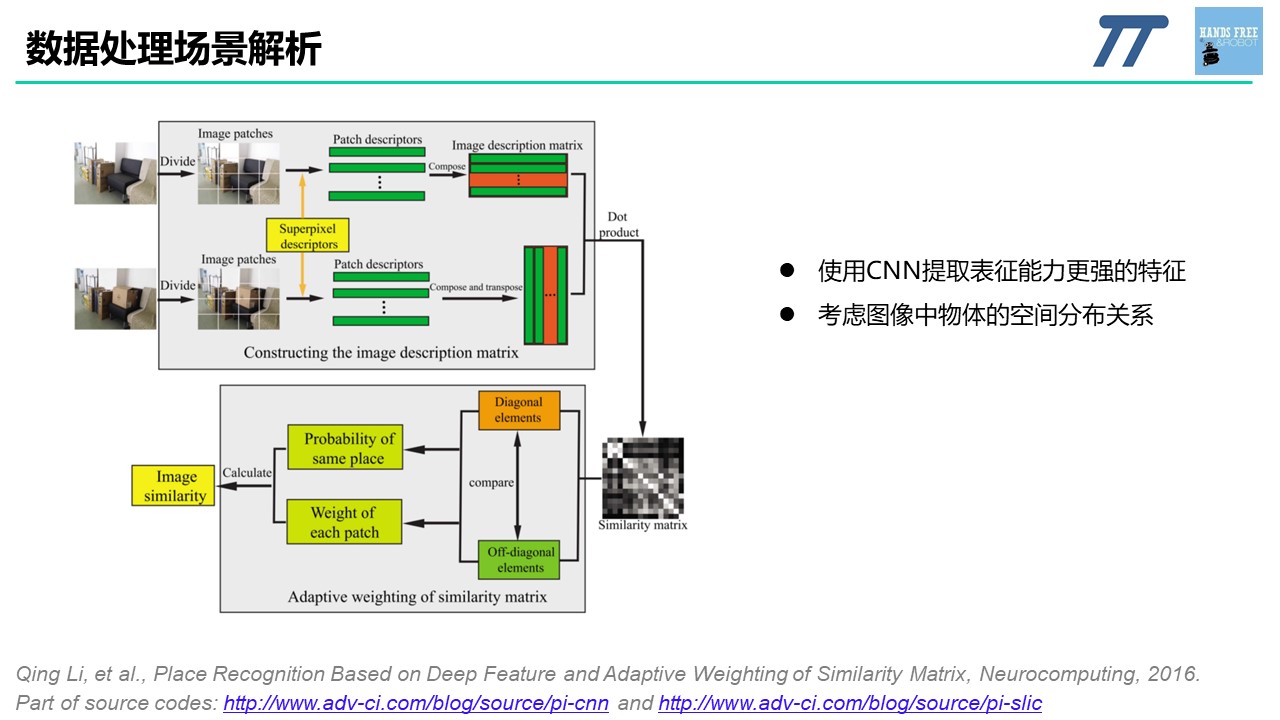 数据处理场景解析
HANDS FREE
&ROBOT
Image patches
Patch descriptors
Image description matrix
Divide
Compose
Superpixel
descriptors
Dot
product
Image patches
Patch descriptors
Divide
Compose and transpose
Constructing the image description matrix
使用CNN提取表征能力更强的特征
考虑图像中物体的空间分布关系
Diagonal
elements
Probability of
same place
Image
similarity
Calculate
compare
Weight of
each patch
Similarity matrix
Off-diagonal
elements
Adaptive weighting of similarity matrix
Qing Li, et al., Place Recognition Based on Deep Feature and Adaptive Weighting of Similarity Matrix, Neurocomputing, 2016.
Part of source codes: http://www.adv-ci.com/blog/source/pi-cnn and http://www.adv-ci.com/blog/source/pi-slic